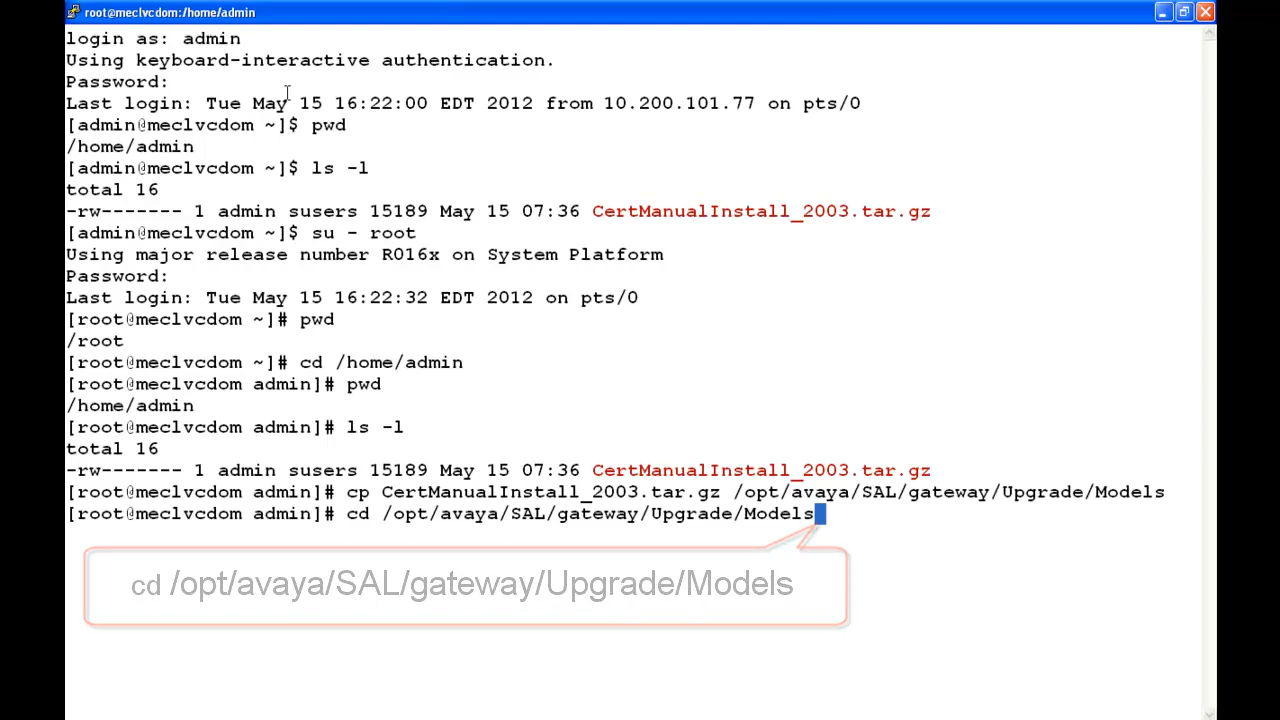 root@meclvcdom:/home/admin
login as: admin
Using keyboard-interactive authentication.
Password:
Last login: Tue May 15 16:22:00 EDT 2012 from 10.200.101.77 on pts/0
[admin@meclvcdom ~]$ pwd
/home/admin
[admin@meclvcdom ~]$ ls -l
total 16
-rw------- 1 admin susers 15189 May 15 07:36 CertManualInstall_2003.tar.gz
[admin@meclvcdom ~]$ su - root
Using major release number R016x on System Platform
Password:
Last login: Tue May 15 16:22:32 EDT 2012 on pts/0
[root@meclvcdom ~]# pwd
/root
[root@meclvcdom ~]# cd /home/admin
[root@meclvcdom admin]# pwd
/home/admin
[root@meclvcdom admin]# ls -l
total 16
-rw------- 1 admin susers 15189 May 15 07:36 CertManualInstall_2003.tar.gz
[root@meclvcdom admin]# cp CertManualInstall_2003.tar.gz /opt/avaya/SAL/gateway/Upgrade/Models
[root@meclvcdom admin]# cd /opt/avaya/SAL/gateway/Upgrade/Models
cd /opt/avaya/SAL/gateway/Upgrade/Models